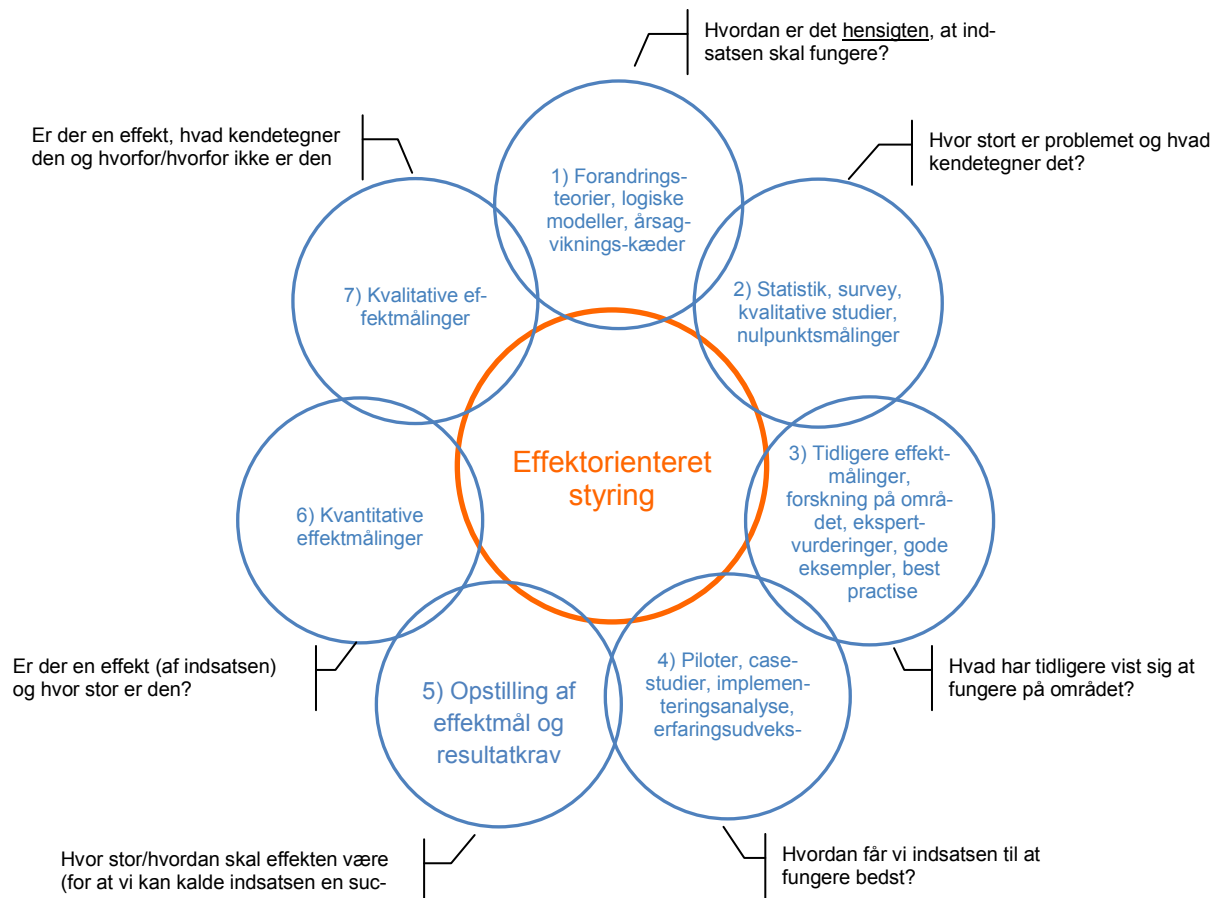 Hvordan er det hensigten, at ind-
satsen skal fungere?
Er der en effekt, hvad kendetegner
den og hvorfor/hvorfor ikke er den
Hvor stort er problemet og hvad
kendetegner det?
1) Forandrings-
teorier, logiske
modeller, årsag-
viknings-kæder
2) Statistik, survey,
kvalitative studier,
nulpunktsmålinger
7) Kvalitative ef-
fektmålinger
Effektorienteret
styring
3) Tidligere effekt-
målinger,
forskning på områ-
det, ekspert-
vurderinger, gode
eksempler, best
practise
6) Kvantitative
effektmålinger
Er der en effekt (af indsatsen)
og hvor stor er den?
5) Opstilling af
effektmål og
resultatkrav
4) Piloter, case-
studier, implemen-
teringsanalyse,
erfaringsudveks-
Hvad har tidligere vist sig at
fungere på området?
Hvor stor/hvordan skal effekten være
(for at vi kan kalde indsatsen en suc-
Hvordan får vi indsatsen til at
fungere bedst?